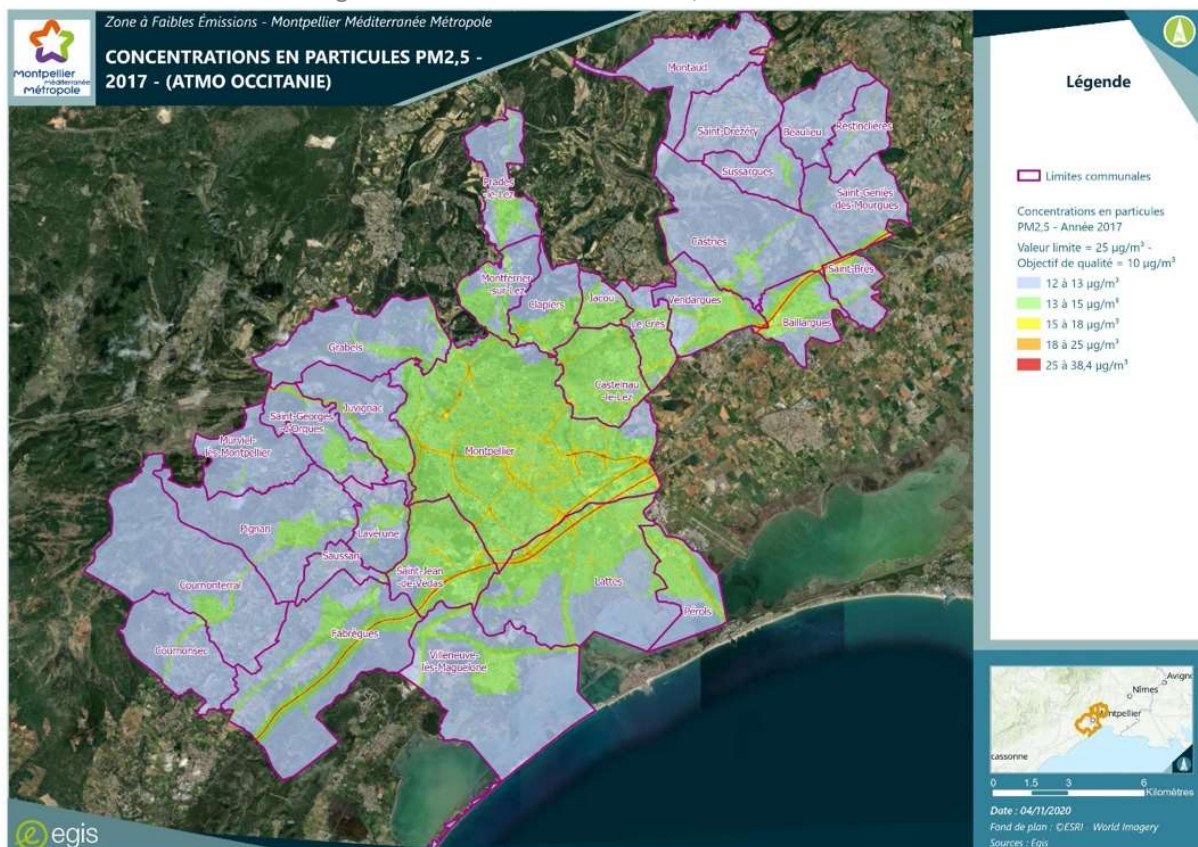 Zone à Faibles Émissions - Montpellier Méditerranée Métropole
CONCENTRATIONS EN PARTICULES PM2,5 -
2017 - (ATMO OCCITANIE)
montpellier
méditerranée
métropole
Légende
Limites communales
Concentrations en particules
PM2,5 - Année 2017
Valeur limite = 25 µg/m³ -
Objectif de qualité = 10 µg/m³
12 à 13 µg/m³
13 à 15 µg/m³
15 à 18 µg/m³
18 à 25 µg/m³
25 à 38,4 µg/m³
Montaud
Saint-Drézéry
Beaulieu
Restinclières
Sussargues
Saint-Geniès
des-Mourgues
Prades
-le-Lez
Castries
Saint-Brès
Montferrier
-sur-Lez
Clapiers
Jacou
Vendargues
Le Crès
Baillargues
Grabels
Castelnau
-le-Lez
Juvignac
Saint-Georges
-d'Orques
Murviel-
lès-Montpellier
Montpellier
Pignan
Lavérune
Saussan
Saint-Jean
-de-Védas
Lattes
Cournonterral
Pérols
Fabrègues
Cournonsec
Villeneuve-
lès-Maguelone
Avign
Nîmes
Montpellier
cassonne
0 1.5 3 6
Kilomètres
Date : 04/11/2020
Fond de plan : ©ESRI - World Imagery
Sources : Egis
egis